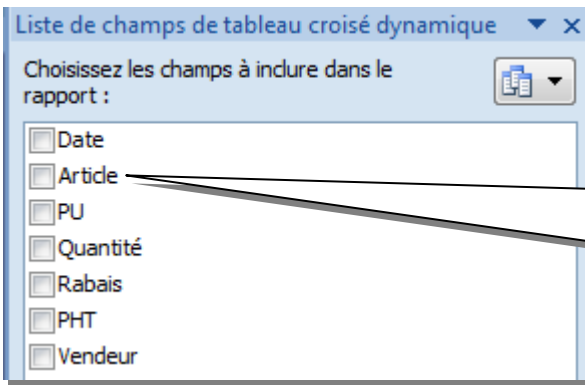 Liste de champs de tableau croisé dynamique
Choisissez les champs à inclure dans le
rapport :
Date
Article
PU
Quantité
Rabais
PHT
Vendeur